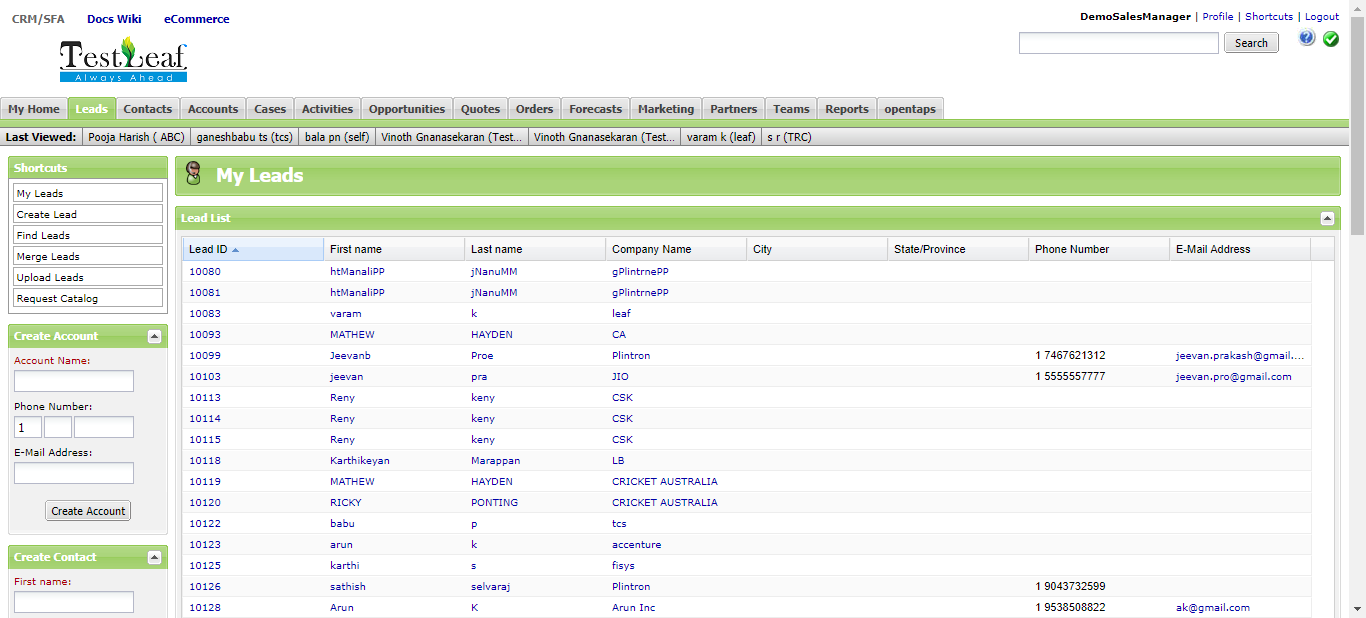 CRM/SFA Docs Wiki eCommerce
DemoSalesManager | Profile | Shortcuts | Logout
TestLeaf
Always Ahead
Search
My Home Leads Contacts Accounts Cases Activities Opportunities Quotes Orders Forecasts Marketing Partners Teams Reports opentaps
Last Viewed: Pooja Harish ( ABC) ganeshbabu ts (tcs) bala pn (self) Vinoth Gnanasekaran (Test... Vinoth Gnanasekaran (Test... varam k (leaf) s r (TRC)
Shortcuts
My Leads
Create Lead
Find Leads
Merge Leads
Upload Leads
Request Catalog
Create Account
Account Name:
Phone Number:
1
E-Mail Address:
Create Account
Create Contact
First name:
My Leads
Lead List
Lead ID First name Last name Company Name City State/Province Phone Number E-Mail Address
10080 htManaliPP jNanuMM gPlintrnePP
10081 htManaliPP jNanuMM gPlintrnePP
10083 varam k leaf
10093 MATHEW HAYDEN CA
10099 Jeevanb Proe Plintron 1 7467621312 jeevan.prakash@gmail....
10103 jeevan pra JIO 1 5555557777 jeevan.pro@gmail.com
10113 Reny keny CSK
10114 Reny keny CSK
10115 Reny keny CSK
10118 Karthikeyan Marappan LB
10119 MATHEW HAYDEN CRICKET AUSTRALIA
10120 RICKY PONTING CRICKET AUSTRALIA
10122 babu p tcs
10123 arun k accenture
10125 karthi s fisys
10126 sathish selvaraj Plintron 1 9043732599
10128 Arun K Arun Inc 1 9538508822 ak@gmail.com